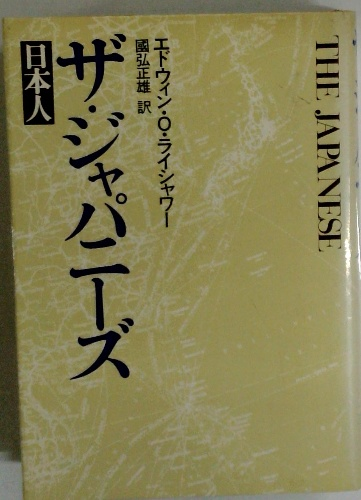 THE JAPANESE
エドウィン・O・ライシャワー
國弘正雄 訳
ザ・ジャパニーズ
日本人